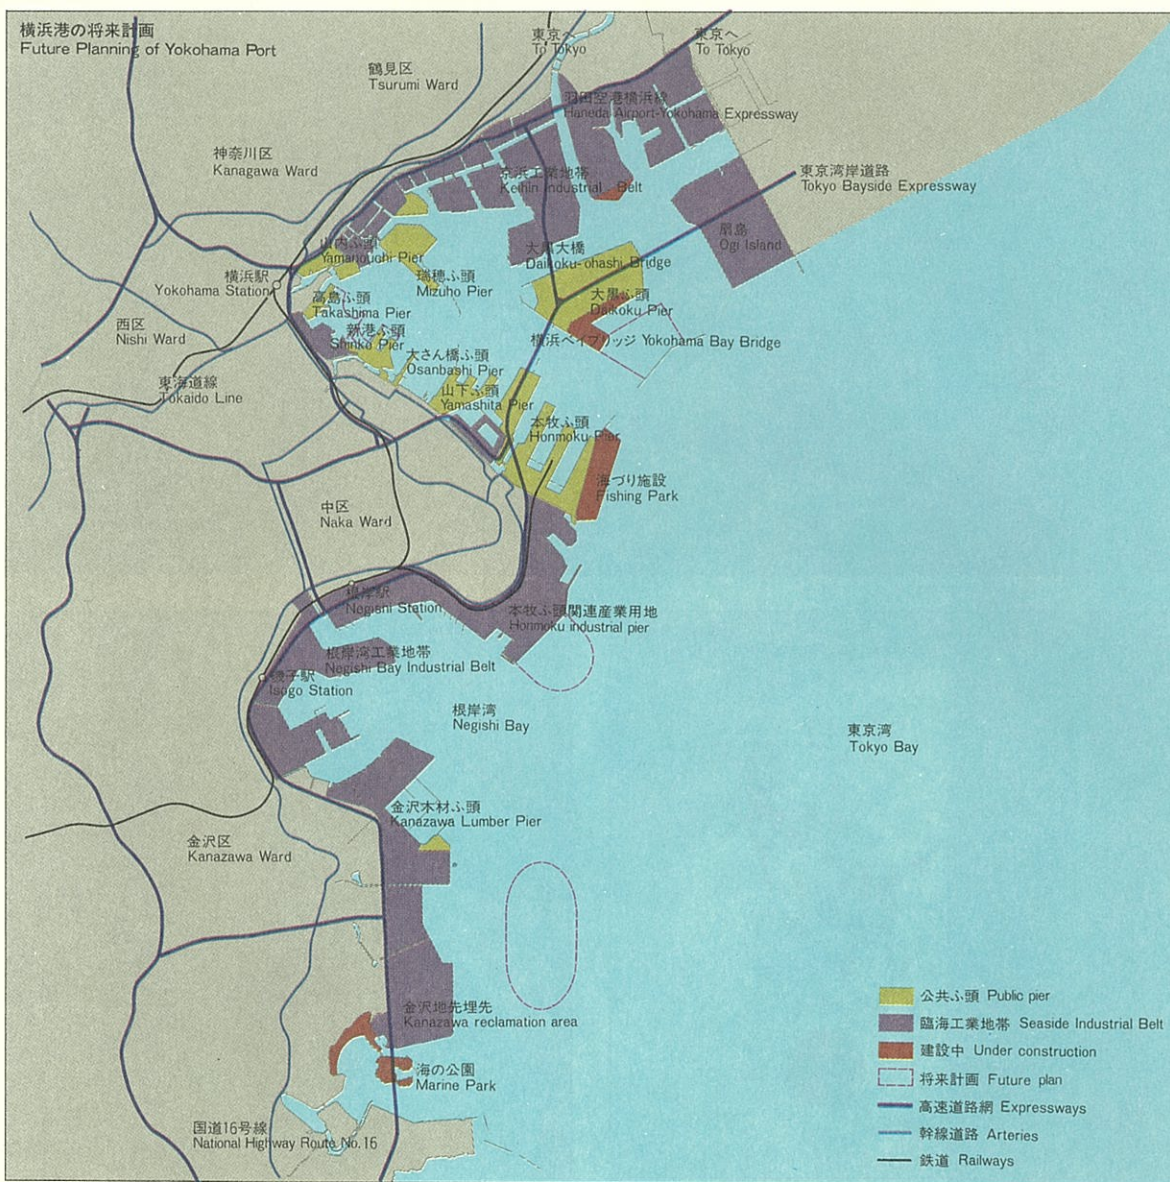 横浜港の将来計画
Future Planning of Yokohama Port
東京へ
To Tokyo
東京へ
To Tokyo
鶴見区
Tsurumi Ward
羽田空港横浜線
Haneda Airport-Yokohama Expressway
神奈川区
Kanagawa Ward
京浜工業地帯
Keihin Industrial Belt
東京湾岸道路
Tokyo Bayside Expressway
扇島
Ogi Island
山内ふ頭
Yamanouchi Pier
大黒大橋
Daikoku-ohashi Bridge
横浜駅
Yokohama Station
瑞穂ふ頭
Mizuho Pier
高島ふ頭
Takashima Pier
大黒ふ頭
Daikoku Pier
西区
Nishi Ward
新港ふ頭
Shinko Pier
横浜ベイブリッジ Yokohama Bay Bridge
大さん橋ふ頭
Osanbashi Pier
東海道線
Tokaido Line
山下ふ頭
Yamashita Pier
本牧ふ頭
Honmoku Pier
海づり施設
Fishing Park
中区
Naka Ward
根岸駅
Negishi Station
本牧ふ頭関連産業用地
Honmoku industrial pier
根岸湾工業地帯
Negishi Bay Industrial Belt
磯子駅
Isogo Station
根岸湾
Negishi Bay
東京湾
Tokyo Bay
金沢木材ふ頭
Kanazawa Lumber Pier
金沢区
Kanazawa Ward
金沢地先埋先
Kanazawa reclamation area
海の公園
Marine Park
国道16号線
National Highway Route No.16
公共ふ頭 Public pier
臨海工業地帯 Seaside Industrial Belt
建設中 Under construction
将来計画 Future plan
高速道路網 Expressways
幹線道路 Arteries
鉄道 Railways